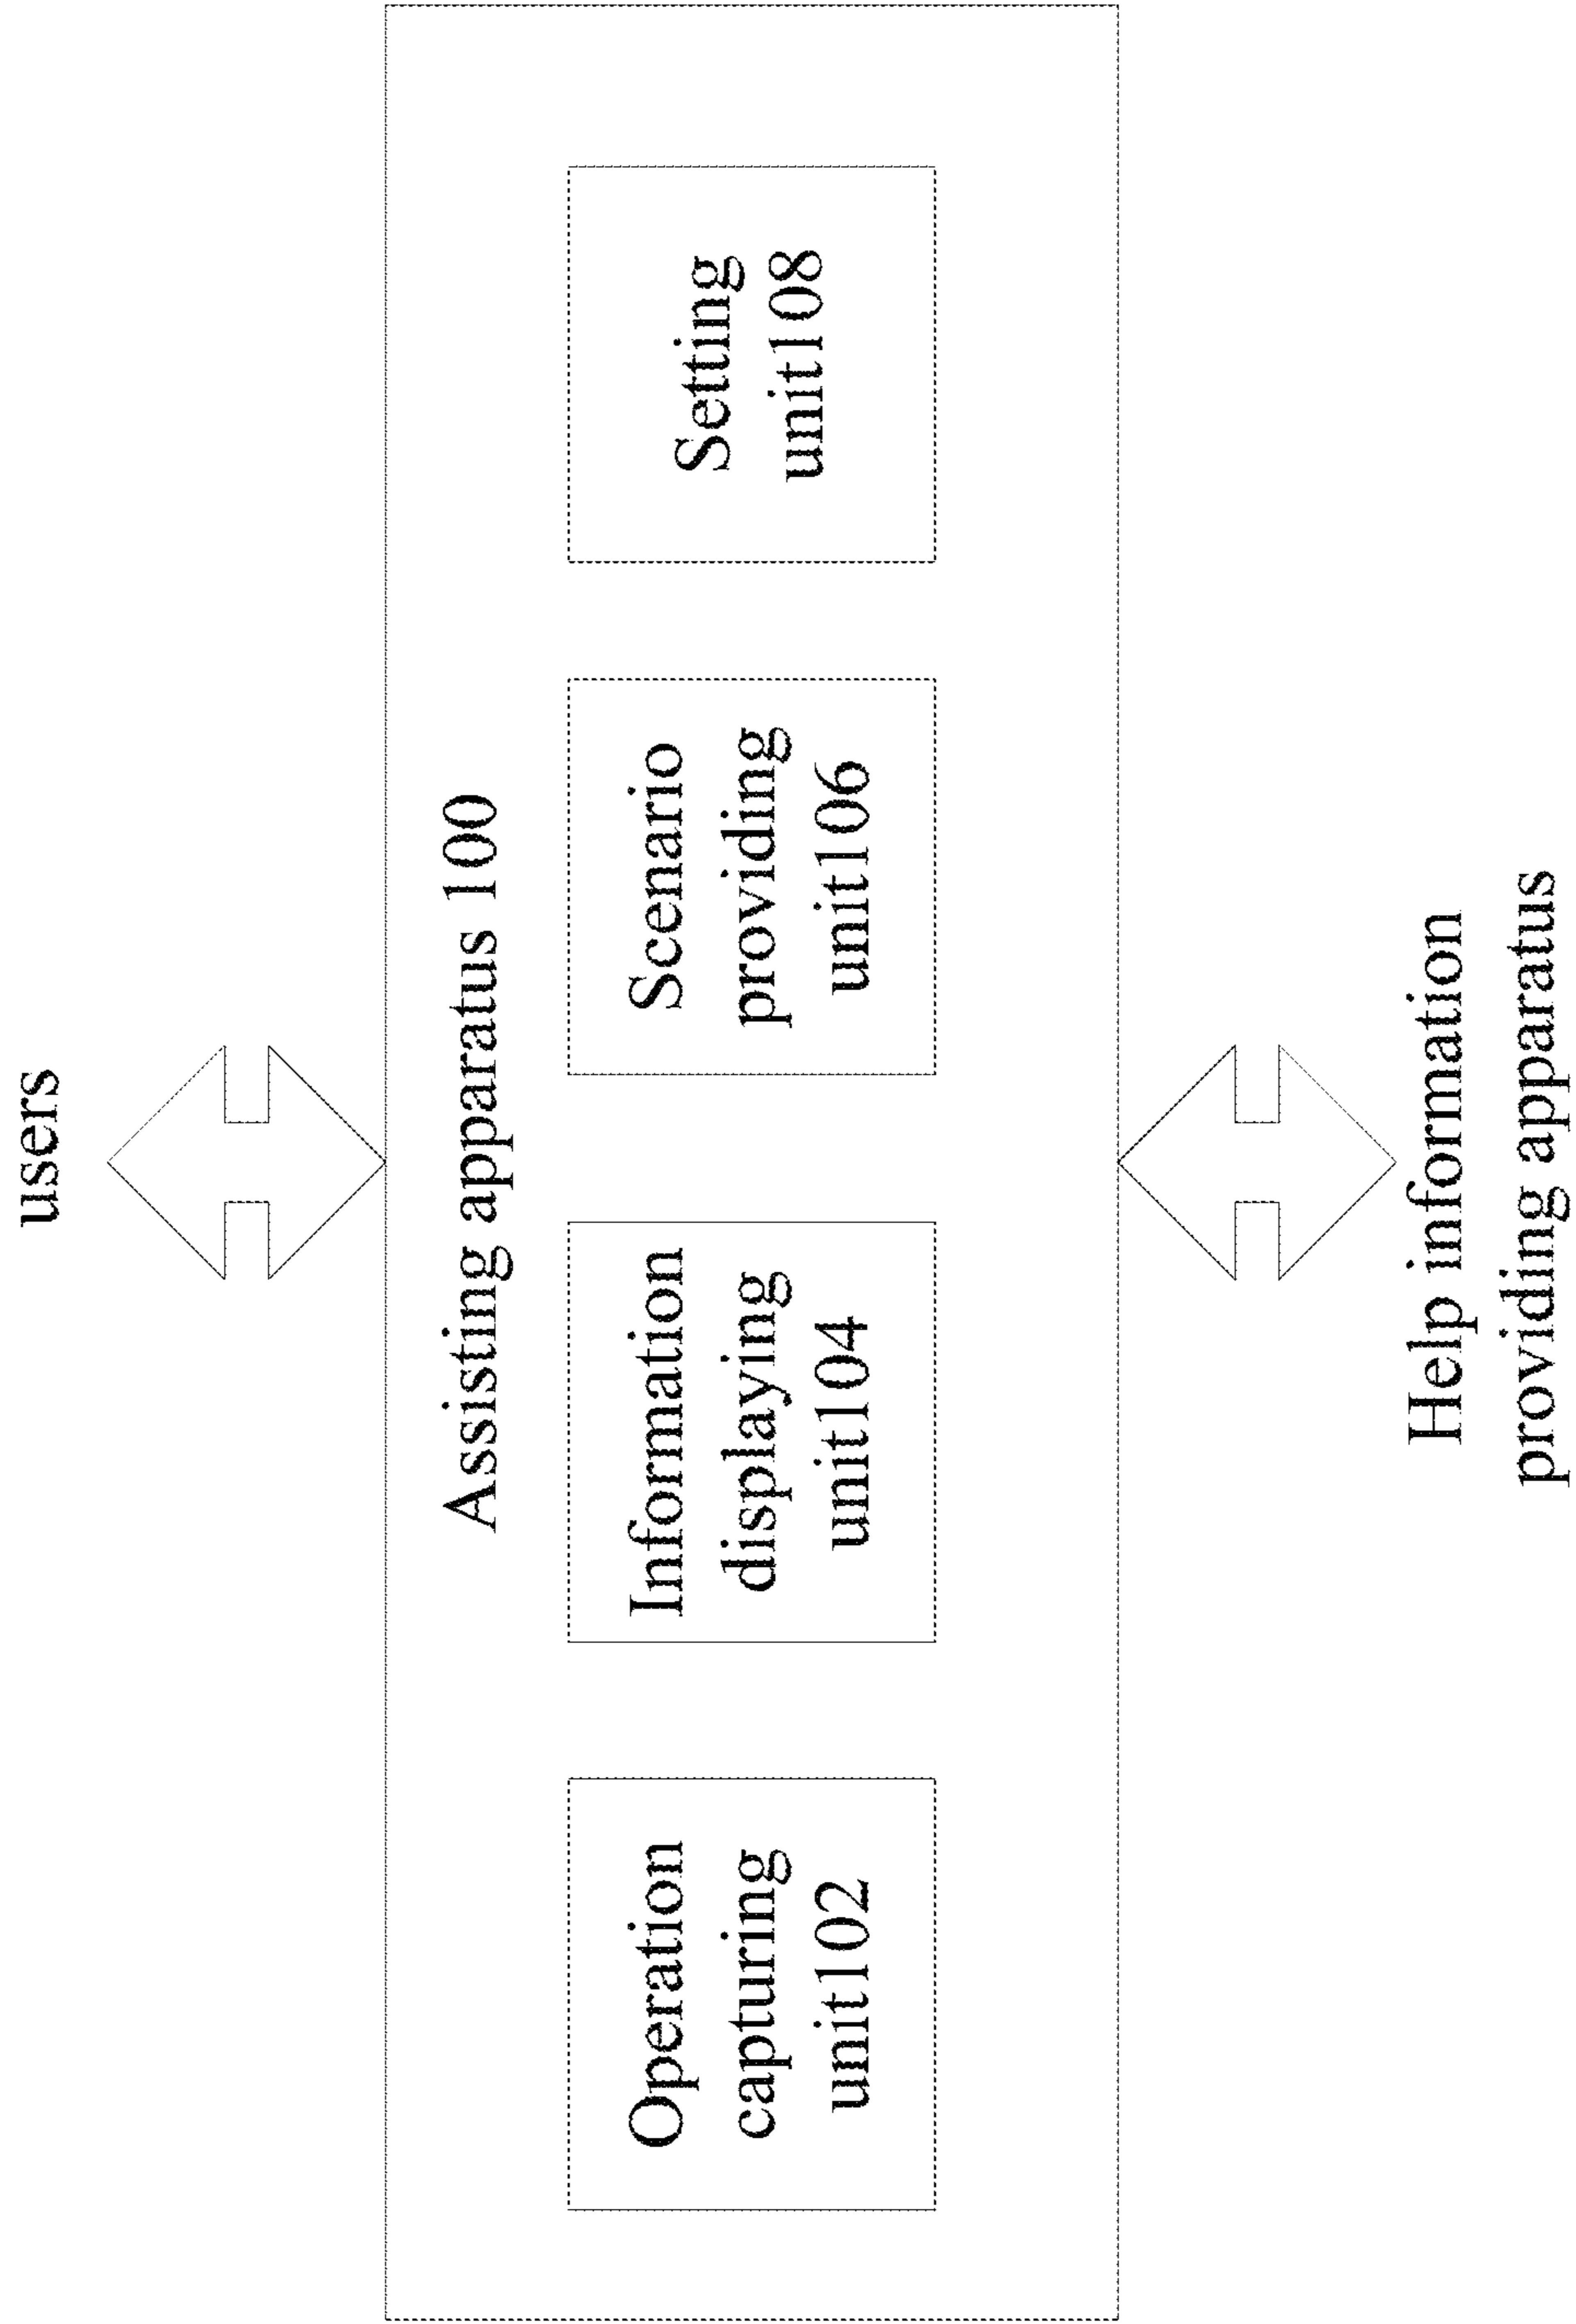 users
Assisting apparatus 100
Operation
capturing
unit102
Information
displaying
unit104
Scenario
providing
unit106
Setting
unit108
Help information
providing apparatus